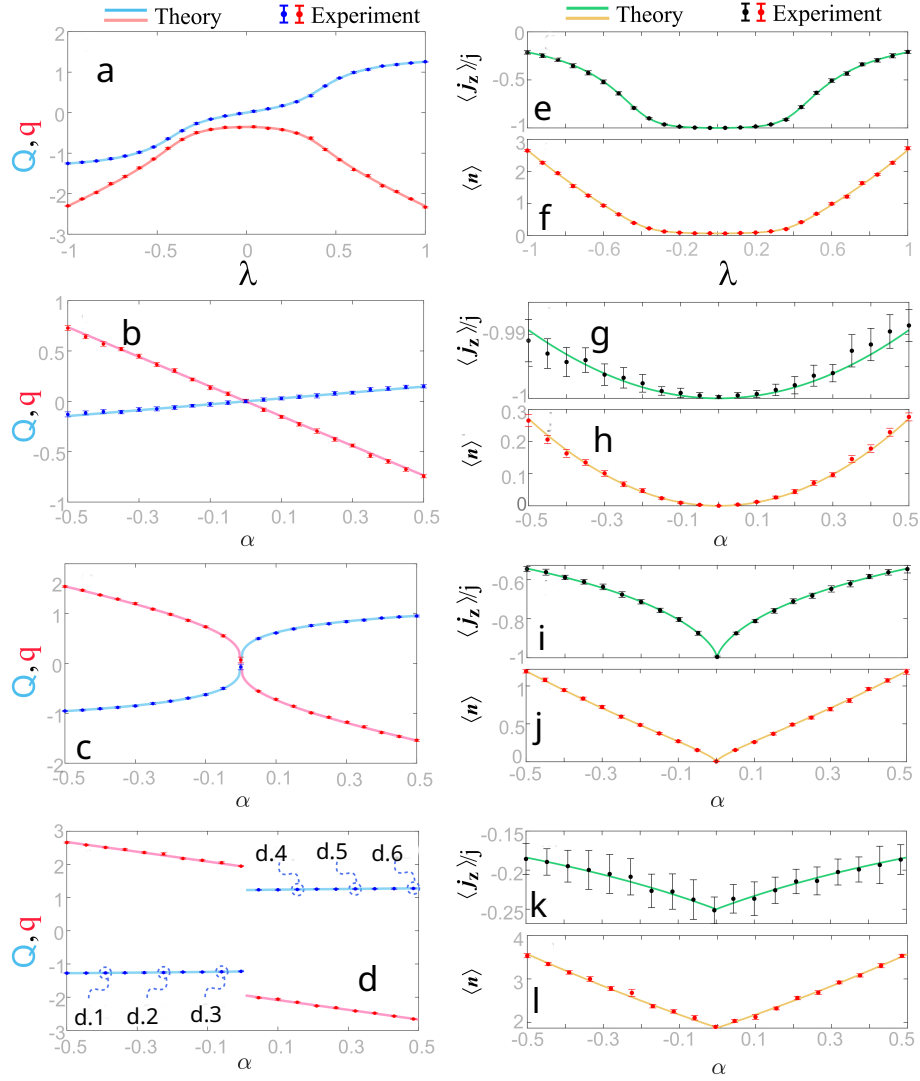 Theory Experiment
Theory Experiment
a
Q, q
2
1
0
-1
-2
-3
-1 -0.5 0 0.5 1
λ
e
⟨j_z⟩/j
0
-0.5
-1
f
⟨n⟩
3
2
1
0
-1 -0.6 -0.2 0.2 0.6 1
λ
b
Q, q
1
0.5
0
-0.5
-1
-0.5 -0.3 -0.1 0.1 0.3 0.5
α
g
⟨j_z⟩/j
-0.99
-1
h
⟨n⟩
0.3
0.2
0.1
0
-0.5 -0.3 -0.1 0.1 0.3 0.5
α
c
Q, q
2
1
0
-1
-2
-0.5 -0.3 -0.1 0.1 0.3 0.5
α
i
⟨j_z⟩/j
-0.6
-0.8
-1
j
⟨n⟩
1
0.5
0
-0.5 -0.3 -0.1 0.1 0.3 0.5
α
d
Q, q
3
2
1
0
-1
-2
-3
d.4 d.5 d.6
d.1 d.2 d.3
-0.5 -0.3 -0.1 0.1 0.3 0.5
α
k
⟨j_z⟩/j
-0.15
-0.2
-0.25
l
⟨n⟩
4
3
2
-0.5 -0.3 -0.1 0.1 0.3 0.5
α